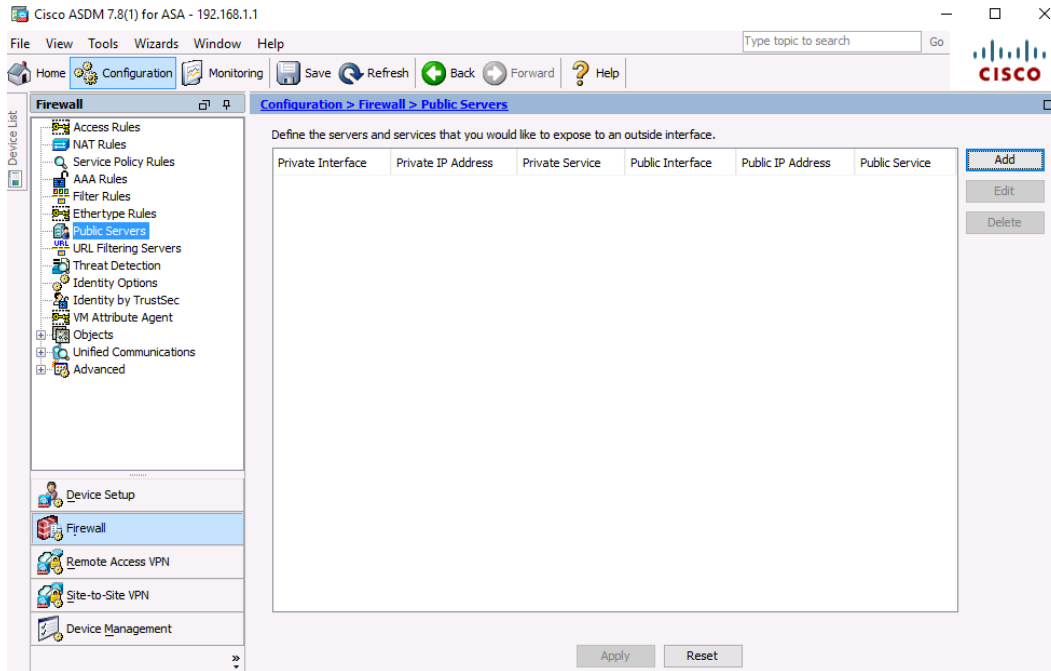 Cisco ASDM 7.8(1) for ASA - 192.168.1.1
File View Tools Wizards Window Help
Type topic to search
Go
Home Configuration Monitoring Save Refresh Back Forward Help
CISCO
Device List
Firewall
Access Rules
NAT Rules
Service Policy Rules
AAA Rules
Filter Rules
Ethertype Rules
Public Servers
URL
URL Filtering Servers
Threat Detection
Identity Options
Identity by TrustSec
VM Attribute Agent
Objects
Unified Communications
Advanced
Device Setup
Firewall
Remote Access VPN
Site-to-Site VPN
Device Management
Configuration > Firewall > Public Servers
Define the servers and services that you would like to expose to an outside interface.
Private Interface Private IP Address Private Service Public Interface Public IP Address Public Service
Add
Edit
Delete
Apply Reset